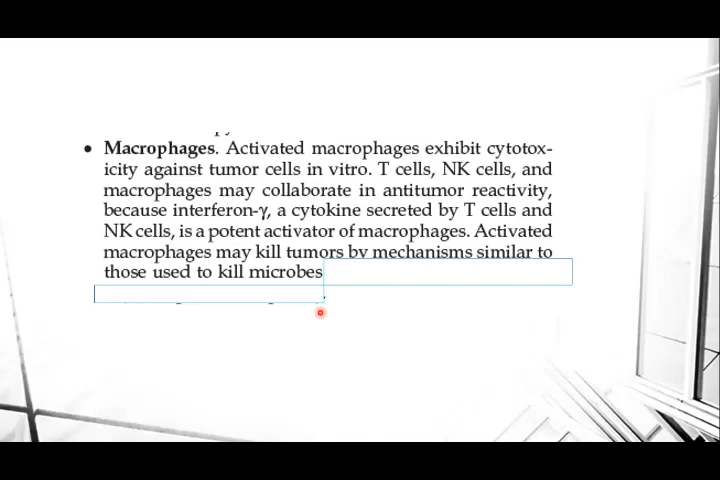 • Macrophages. Activated macrophages exhibit cytotox-
icity against tumor cells in vitro. T cells, NK cells, and
macrophages may collaborate in antitumor reactivity,
because interferon-γ, a cytokine secreted by T cells and
NK cells, is a potent activator of macrophages. Activated
macrophages may kill tumors by mechanisms similar to
those used to kill microbes